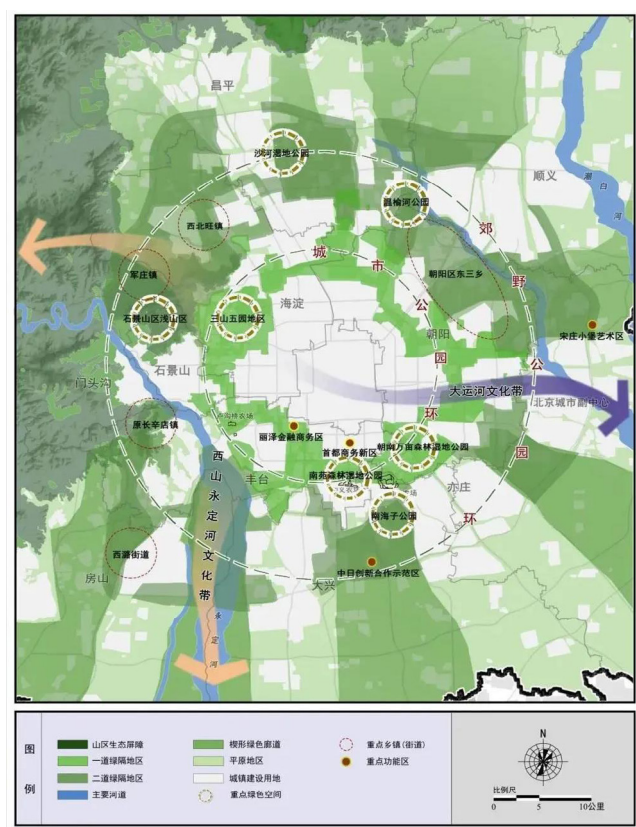 昌平
沙河湿地公园
顺义
潮白河
温榆河公园
西北旺镇
郊野公园环
城市公园环
军庄镇
朝阳区东三乡
海淀
石景山区浅山区
三山五园地区
朝阳
宋庄小堡艺术区
石景山
门头沟
大运河文化带
北京城市副中心
原长辛店镇
丽泽金融商务区
首都商务新区
朝南万亩森林湿地公园
西山永定河文化带
丰台
南苑森林湿地公园
亦庄
南海子公园
西潞街道
中日创新合作示范区
房山
大兴
永定河
图例
山区生态屏障
楔形绿色廊道
重点乡镇(街道)
一道绿隔地区
平原地区
重点功能区
二道绿隔地区
城镇建设用地
主要河道
重点绿色空间
N
比例尺
0 5 10公里